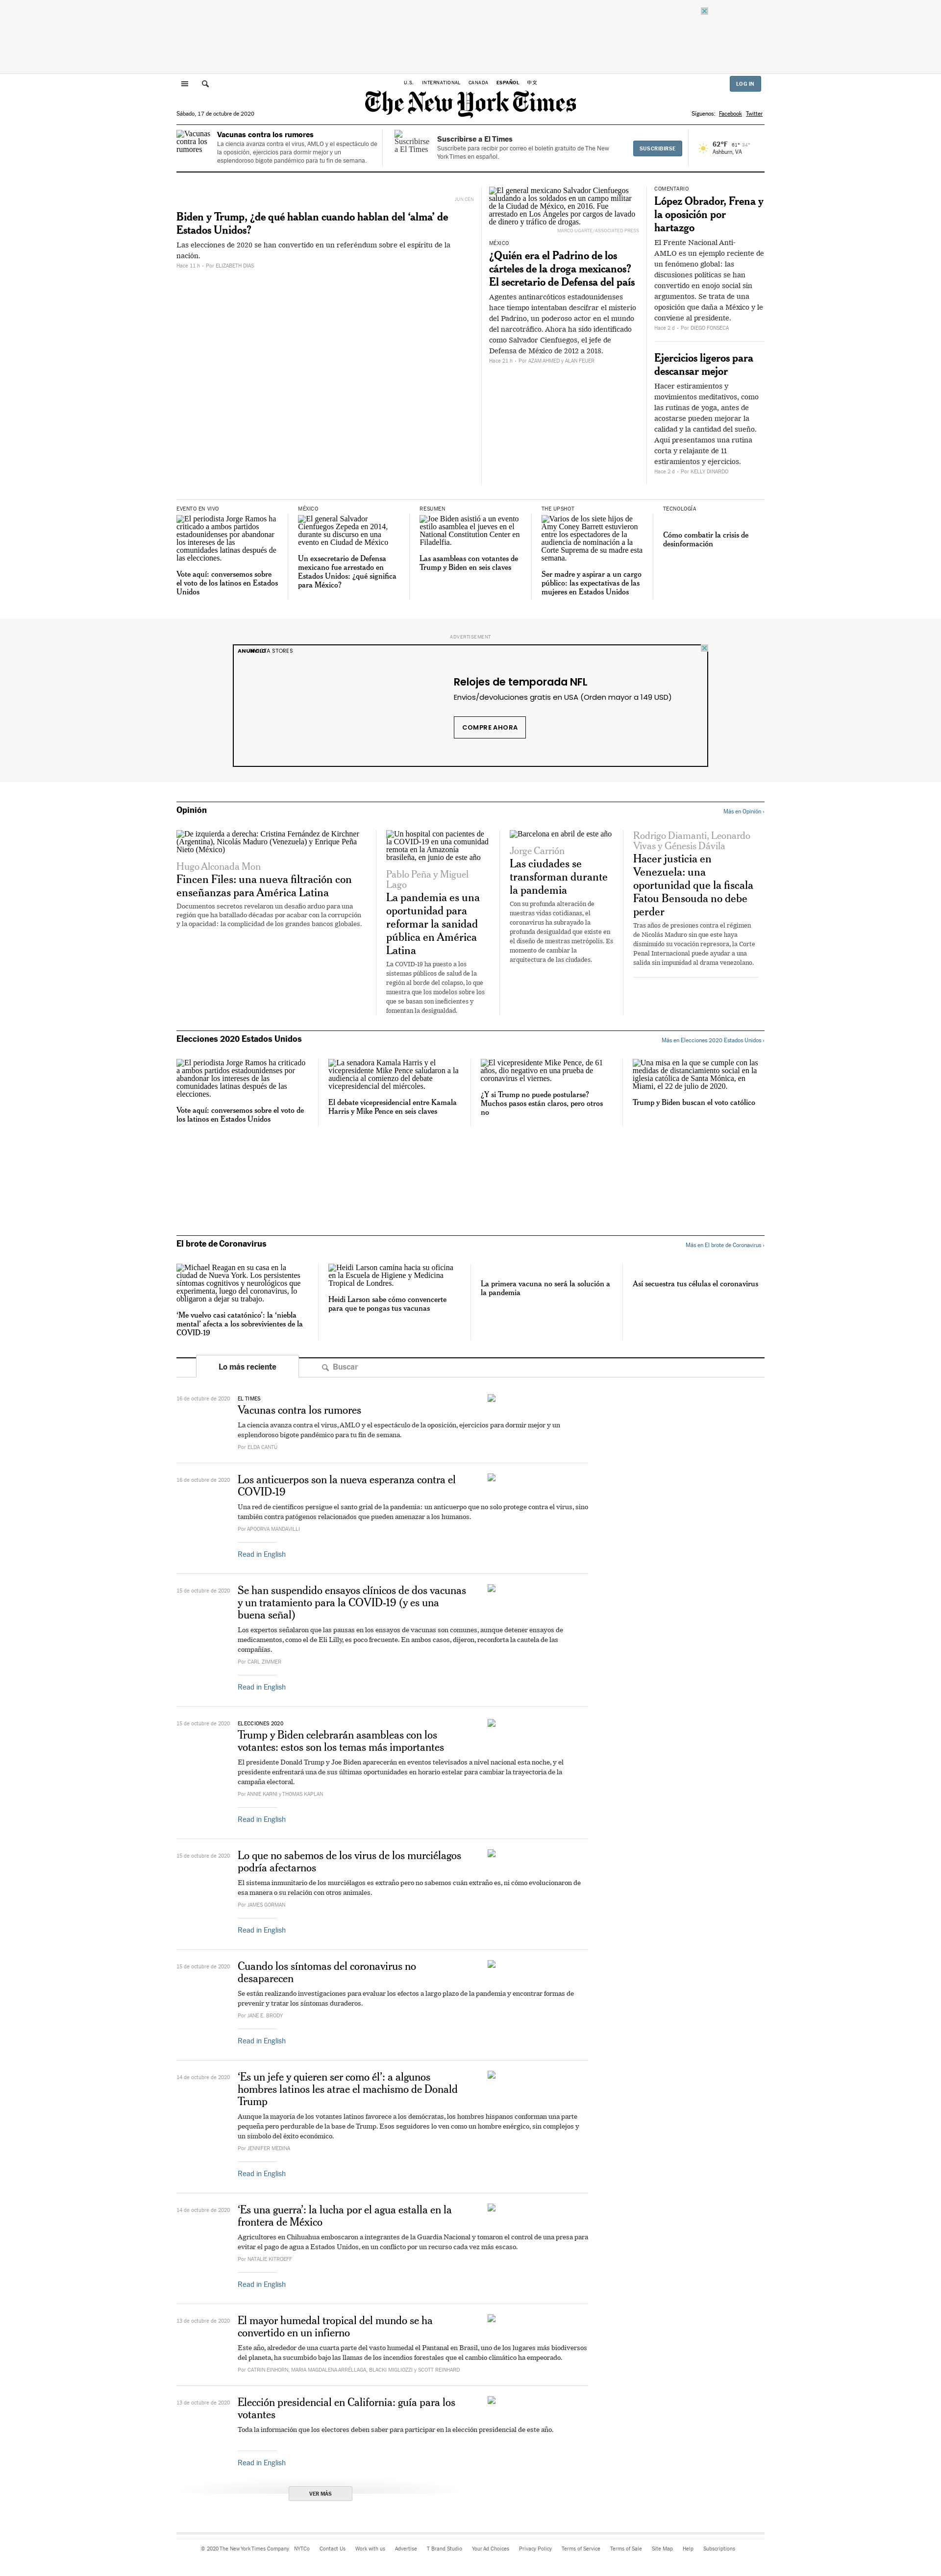 U.S.
INTERNATIONAL
CANADA
ESPAÑOL
中文
LOG IN
The New York Times
Sábado, 17 de octubre de 2020
Síguenos: Facebook Twitter
Vacunas contra los rumores
Vacunas contra los rumores
La ciencia avanza contra el virus, AMLO y el espectáculo de
la oposición, ejercicios para dormir mejor y un
esplendoroso bigote pandémico para tu fin de semana.
Suscribirse a El Times
Suscribirse a El Times
Suscríbete para recibir por correo el boletín gratuito de The New
York Times en español.
SUSCRIBIRSE
62°F 61° 34°
Ashburn, VA
JUN CEN
Biden y Trump, ¿de qué hablan cuando hablan del ‘alma’ de
Estados Unidos?
Las elecciones de 2020 se han convertido en un referéndum sobre el espíritu de la
nación.
Hace 11 h – Por ELIZABETH DIAS
El general mexicano Salvador Cienfuegos
saludando a los soldados en un campo militar
de la Ciudad de México, en 2016. Fue
arrestado en Los Ángeles por cargos de lavado
de dinero y tráfico de drogas.
MARCO UGARTE/ASSOCIATED PRESS
MÉXICO
¿Quién era el Padrino de los
cárteles de la droga mexicanos?
El secretario de Defensa del país
Agentes antinarcóticos estadounidenses
hace tiempo intentaban descifrar el misterio
del Padrino, un poderoso actor en el mundo
del narcotráfico. Ahora ha sido identificado
como Salvador Cienfuegos, el jefe de
Defensa de México de 2012 a 2018.
Hace 21 h – Por AZAM AHMED y ALAN FEUER
COMENTARIO
López Obrador, Frena y
la oposición por
hartazgo
El Frente Nacional Anti-
AMLO es un ejemplo reciente de
un fenómeno global: las
discusiones políticas se han
convertido en enojo social sin
argumentos. Se trata de una
oposición que daña a México y le
conviene al presidente.
Hace 2 d – Por DIEGO FONSECA
Ejercicios ligeros para
descansar mejor
Hacer estiramientos y
movimientos meditativos, como
las rutinas de yoga, antes de
acostarse pueden mejorar la
calidad y la cantidad del sueño.
Aquí presentamos una rutina
corta y relajante de 11
estiramientos y ejercicios.
Hace 2 d – Por KELLY DINARDO
EVENTO EN VIVO
El periodista Jorge Ramos ha
criticado a ambos partidos
estadounidenses por abandonar
los intereses de las
comunidades latinas después de
las elecciones.
Vote aquí: conversemos sobre
el voto de los latinos en Estados
Unidos
MÉXICO
El general Salvador
Cienfuegos Zepeda en 2014,
durante su discurso en una
evento en Ciudad de México
Un exsecretario de Defensa
mexicano fue arrestado en
Estados Unidos: ¿qué significa
para México?
RESUMEN
Joe Biden asistió a un evento
estilo asamblea el jueves en el
National Constitution Center en
Filadelfia.
Las asambleas con votantes de
Trump y Biden en seis claves
THE UPSHOT
Varios de los siete hijos de
Amy Coney Barrett estuvieron
entre los espectadores de la
audiencia de nominación a la
Corte Suprema de su madre esta
semana.
Ser madre y aspirar a un cargo
público: las expectativas de las
mujeres en Estados Unidos
TECNOLOGÍA
Cómo combatir la crisis de
desinformación
ADVERTISEMENT
Relojes de temporada NFL
Envios/devoluciones gratis en USA (Orden mayor a 149 USD)
COMPRE AHORA
Opinión
Más en Opinión ›
De izquierda a derecha: Cristina Fernández de Kirchner
(Argentina), Nicolás Maduro (Venezuela) y Enrique Peña
Nieto (México)
Hugo Alconada Mon
Fincen Files: una nueva filtración con
enseñanzas para América Latina
Documentos secretos revelaron un desafío arduo para una
región que ha batallado décadas por acabar con la corrupción
y la opacidad: la complicidad de los grandes bancos globales.
Un hospital con pacientes de
la COVID-19 en una comunidad
remota en la Amazonía
brasileña, en junio de este año
Pablo Peña y Miguel
Lago
La pandemia es una
oportunidad para
reformar la sanidad
pública en América
Latina
La COVID-19 ha puesto a los
sistemas públicos de salud de la
región al borde del colapso, lo que
muestra que los modelos sobre los
que se basan son ineficientes y
fomentan la desigualdad.
Barcelona en abril de este año
Jorge Carrión
Las ciudades se
transforman durante
la pandemia
Con su profunda alteración de
nuestras vidas cotidianas, el
coronavirus ha subrayado la
profunda desigualdad que existe en
el diseño de nuestras metrópolis. Es
momento de cambiar la
arquitectura de las ciudades.
Rodrigo Diamanti, Leonardo
Vivas y Génesis Dávila
Hacer justicia en
Venezuela: una
oportunidad que la fiscala
Fatou Bensouda no debe
perder
Tras años de presiones contra el régimen
de Nicolás Maduro sin que este haya
disminuido su vocación represora, la Corte
Penal Internacional puede ayudar a una
salida sin impunidad al drama venezolano.
Elecciones 2020 Estados Unidos
Más en Elecciones 2020 Estados Unidos ›
El periodista Jorge Ramos ha criticado
a ambos partidos estadounidenses por
abandonar los intereses de las
comunidades latinas después de las
elecciones.
Vote aquí: conversemos sobre el voto de
los latinos en Estados Unidos
La senadora Kamala Harris y el
vicepresidente Mike Pence saludaron a la
audiencia al comienzo del debate
vicepresidencial del miércoles.
El debate vicepresidencial entre Kamala
Harris y Mike Pence en seis claves
El vicepresidente Mike Pence, de 61
años, dio negativo en una prueba de
coronavirus el viernes.
¿Y si Trump no puede postularse?
Muchos pasos están claros, pero otros
no
Una misa en la que se cumple con las
medidas de distanciamiento social en la
iglesia católica de Santa Mónica, en
Miami, el 22 de julio de 2020.
Trump y Biden buscan el voto católico
El brote de Coronavirus
Más en El brote de Coronavirus ›
Michael Reagan en su casa en la
ciudad de Nueva York. Los persistentes
síntomas cognitivos y neurológicos que
experimenta, luego del coronavirus, lo
obligaron a dejar su trabajo.
‘Me vuelvo casi catatónico’: la ‘niebla
mental’ afecta a los sobrevivientes de la
COVID-19
Heidi Larson camina hacia su oficina
en la Escuela de Higiene y Medicina
Tropical de Londres.
Heidi Larson sabe cómo convencerte
para que te pongas tus vacunas
La primera vacuna no será la solución a
la pandemia
Así secuestra tus células el coronavirus
Lo más reciente
Buscar
16 de octubre de 2020
EL TIMES
Vacunas contra los rumores
La ciencia avanza contra el virus, AMLO y el espectáculo de la oposición, ejercicios para dormir mejor y un
esplendoroso bigote pandémico para tu fin de semana.
Por ELDA CANTÚ
16 de octubre de 2020
Los anticuerpos son la nueva esperanza contra el
COVID-19
Una red de científicos persigue el santo grial de la pandemia: un anticuerpo que no solo protege contra el virus, sino
también contra patógenos relacionados que pueden amenazar a los humanos.
Por APOORVA MANDAVILLI
Read in English
15 de octubre de 2020
Se han suspendido ensayos clínicos de dos vacunas
y un tratamiento para la COVID-19 (y es una
buena señal)
Los expertos señalaron que las pausas en los ensayos de vacunas son comunes, aunque detener ensayos de
medicamentos, como el de Eli Lilly, es poco frecuente. En ambos casos, dijeron, reconforta la cautela de las
compañías.
Por CARL ZIMMER
Read in English
15 de octubre de 2020
ELECCIONES 2020
Trump y Biden celebrarán asambleas con los
votantes: estos son los temas más importantes
El presidente Donald Trump y Joe Biden aparecerán en eventos televisados a nivel nacional esta noche, y el
presidente enfrentará una de sus últimas oportunidades en horario estelar para cambiar la trayectoria de la
campaña electoral.
Por ANNIE KARNI y THOMAS KAPLAN
Read in English
15 de octubre de 2020
Lo que no sabemos de los virus de los murciélagos
podría afectarnos
El sistema inmunitario de los murciélagos es extraño pero no sabemos cuán extraño es, ni cómo evolucionaron de
esa manera o su relación con otros animales.
Por JAMES GORMAN
Read in English
15 de octubre de 2020
Cuando los síntomas del coronavirus no
desaparecen
Se están realizando investigaciones para evaluar los efectos a largo plazo de la pandemia y encontrar formas de
prevenir y tratar los síntomas duraderos.
Por JANE E. BRODY
Read in English
14 de octubre de 2020
‘Es un jefe y quieren ser como él’: a algunos
hombres latinos les atrae el machismo de Donald
Trump
Aunque la mayoría de los votantes latinos favorece a los demócratas, los hombres hispanos conforman una parte
pequeña pero perdurable de la base de Trump. Esos seguidores lo ven como un hombre enérgico, sin complejos y
un símbolo del éxito económico.
Por JENNIFER MEDINA
Read in English
14 de octubre de 2020
‘Es una guerra’: la lucha por el agua estalla en la
frontera de México
Agricultores en Chihuahua emboscaron a integrantes de la Guardia Nacional y tomaron el control de una presa para
evitar el pago de agua a Estados Unidos, en un conflicto por un recurso cada vez más escaso.
Por NATALIE KITROEFF
Read in English
13 de octubre de 2020
El mayor humedal tropical del mundo se ha
convertido en un infierno
Este año, alrededor de una cuarta parte del vasto humedal el Pantanal en Brasil, uno de los lugares más biodiversos
del planeta, ha sucumbido bajo las llamas de los incendios forestales que el cambio climático ha empeorado.
Por CATRIN EINHORN, MARIA MAGDALENA ARRÉLLAGA, BLACKI MIGLIOZZI y SCOTT REINHARD
13 de octubre de 2020
Elección presidencial en California: guía para los
votantes
Toda la información que los electores deben saber para participar en la elección presidencial de este año.
Read in English
VER MÁS
© 2020 The New York Times Company
NYTCo
Contact Us
Work with us
Advertise
T Brand Studio
Your Ad Choices
Privacy Policy
Terms of Service
Terms of Sale
Site Map
Help
Subscriptions